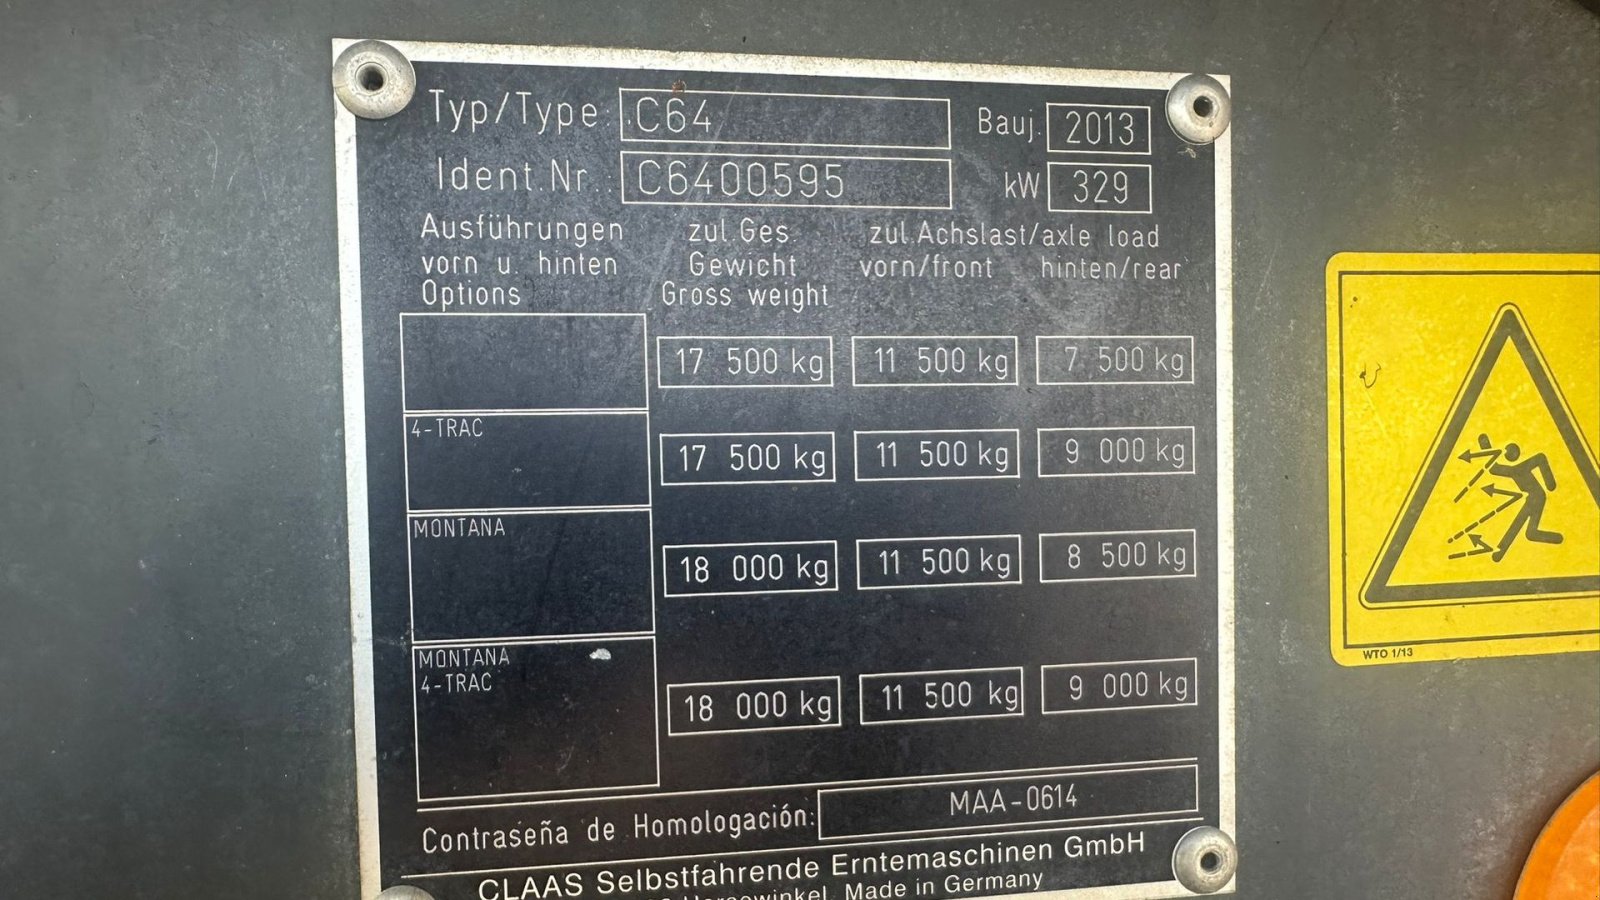 Typ/Type: C64 Bauj. 2013
Ident.Nr.: C6400595 kW 329
Ausführungen zul.Ges. zul.Achslast/axle load
vorn u. hinten Gewicht vorn/front hinten/rear
Options Gross weight
17 500 kg 11 500 kg 7 500 kg
4-TRAC
17 500 kg 11 500 kg 9 000 kg
MONTANA
18 000 kg 11 500 kg 8 500 kg
MONTANA
4-TRAC
18 000 kg 11 500 kg 9 000 kg
Contraseña de Homologación: MAA-0614
CLAAS Selbstfahrende Erntemaschinen GmbH
Harsewinkel, Made in Germany
WTO 1/13